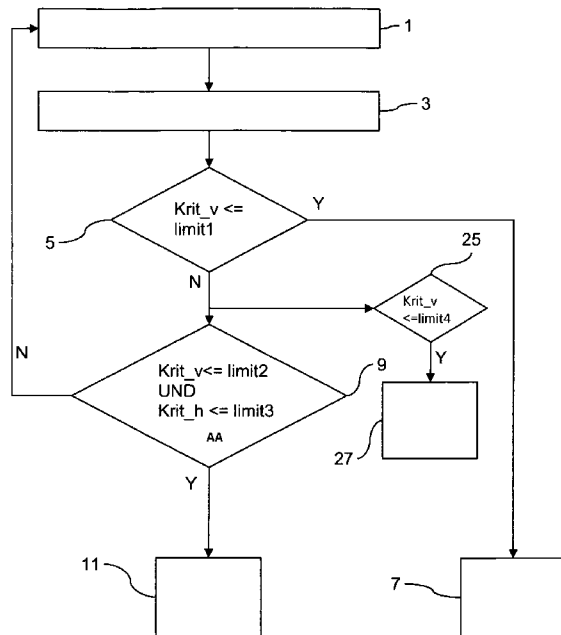 1
3
Krit_v <=
limit1
Y
5
N
25
Krit_v
<=limit4
Y
N
Krit_v<= limit2
UND
Krit_h <= limit3
AA
9
27
Y
11
7